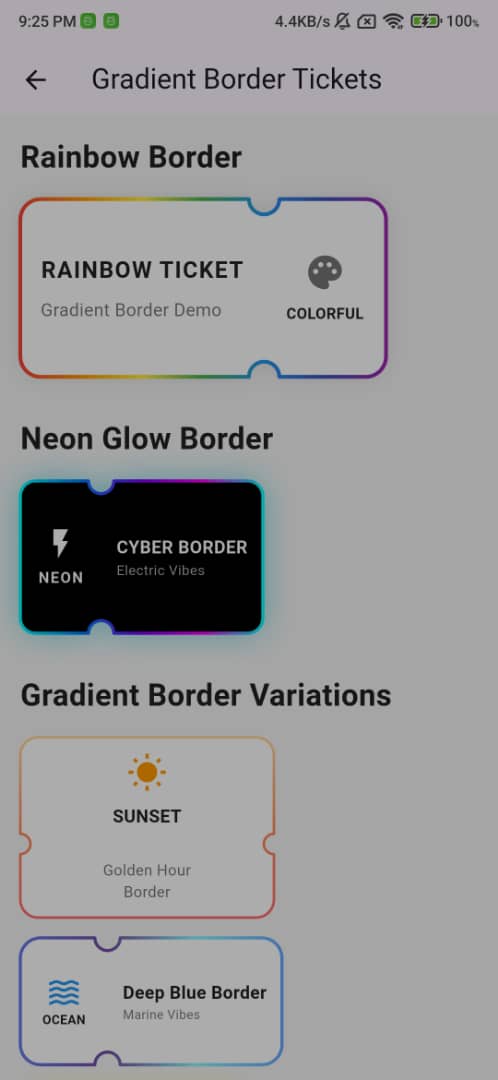 9:25 PM
4.4KB/s 100%
Gradient Border Tickets
Rainbow Border
RAINBOW TICKET
Gradient Border Demo
COLORFUL
Neon Glow Border
NEON
CYBER BORDER
Electric Vibes
Gradient Border Variations
SUNSET
Golden Hour
Border
OCEAN
Deep Blue Border
Marine Vibes